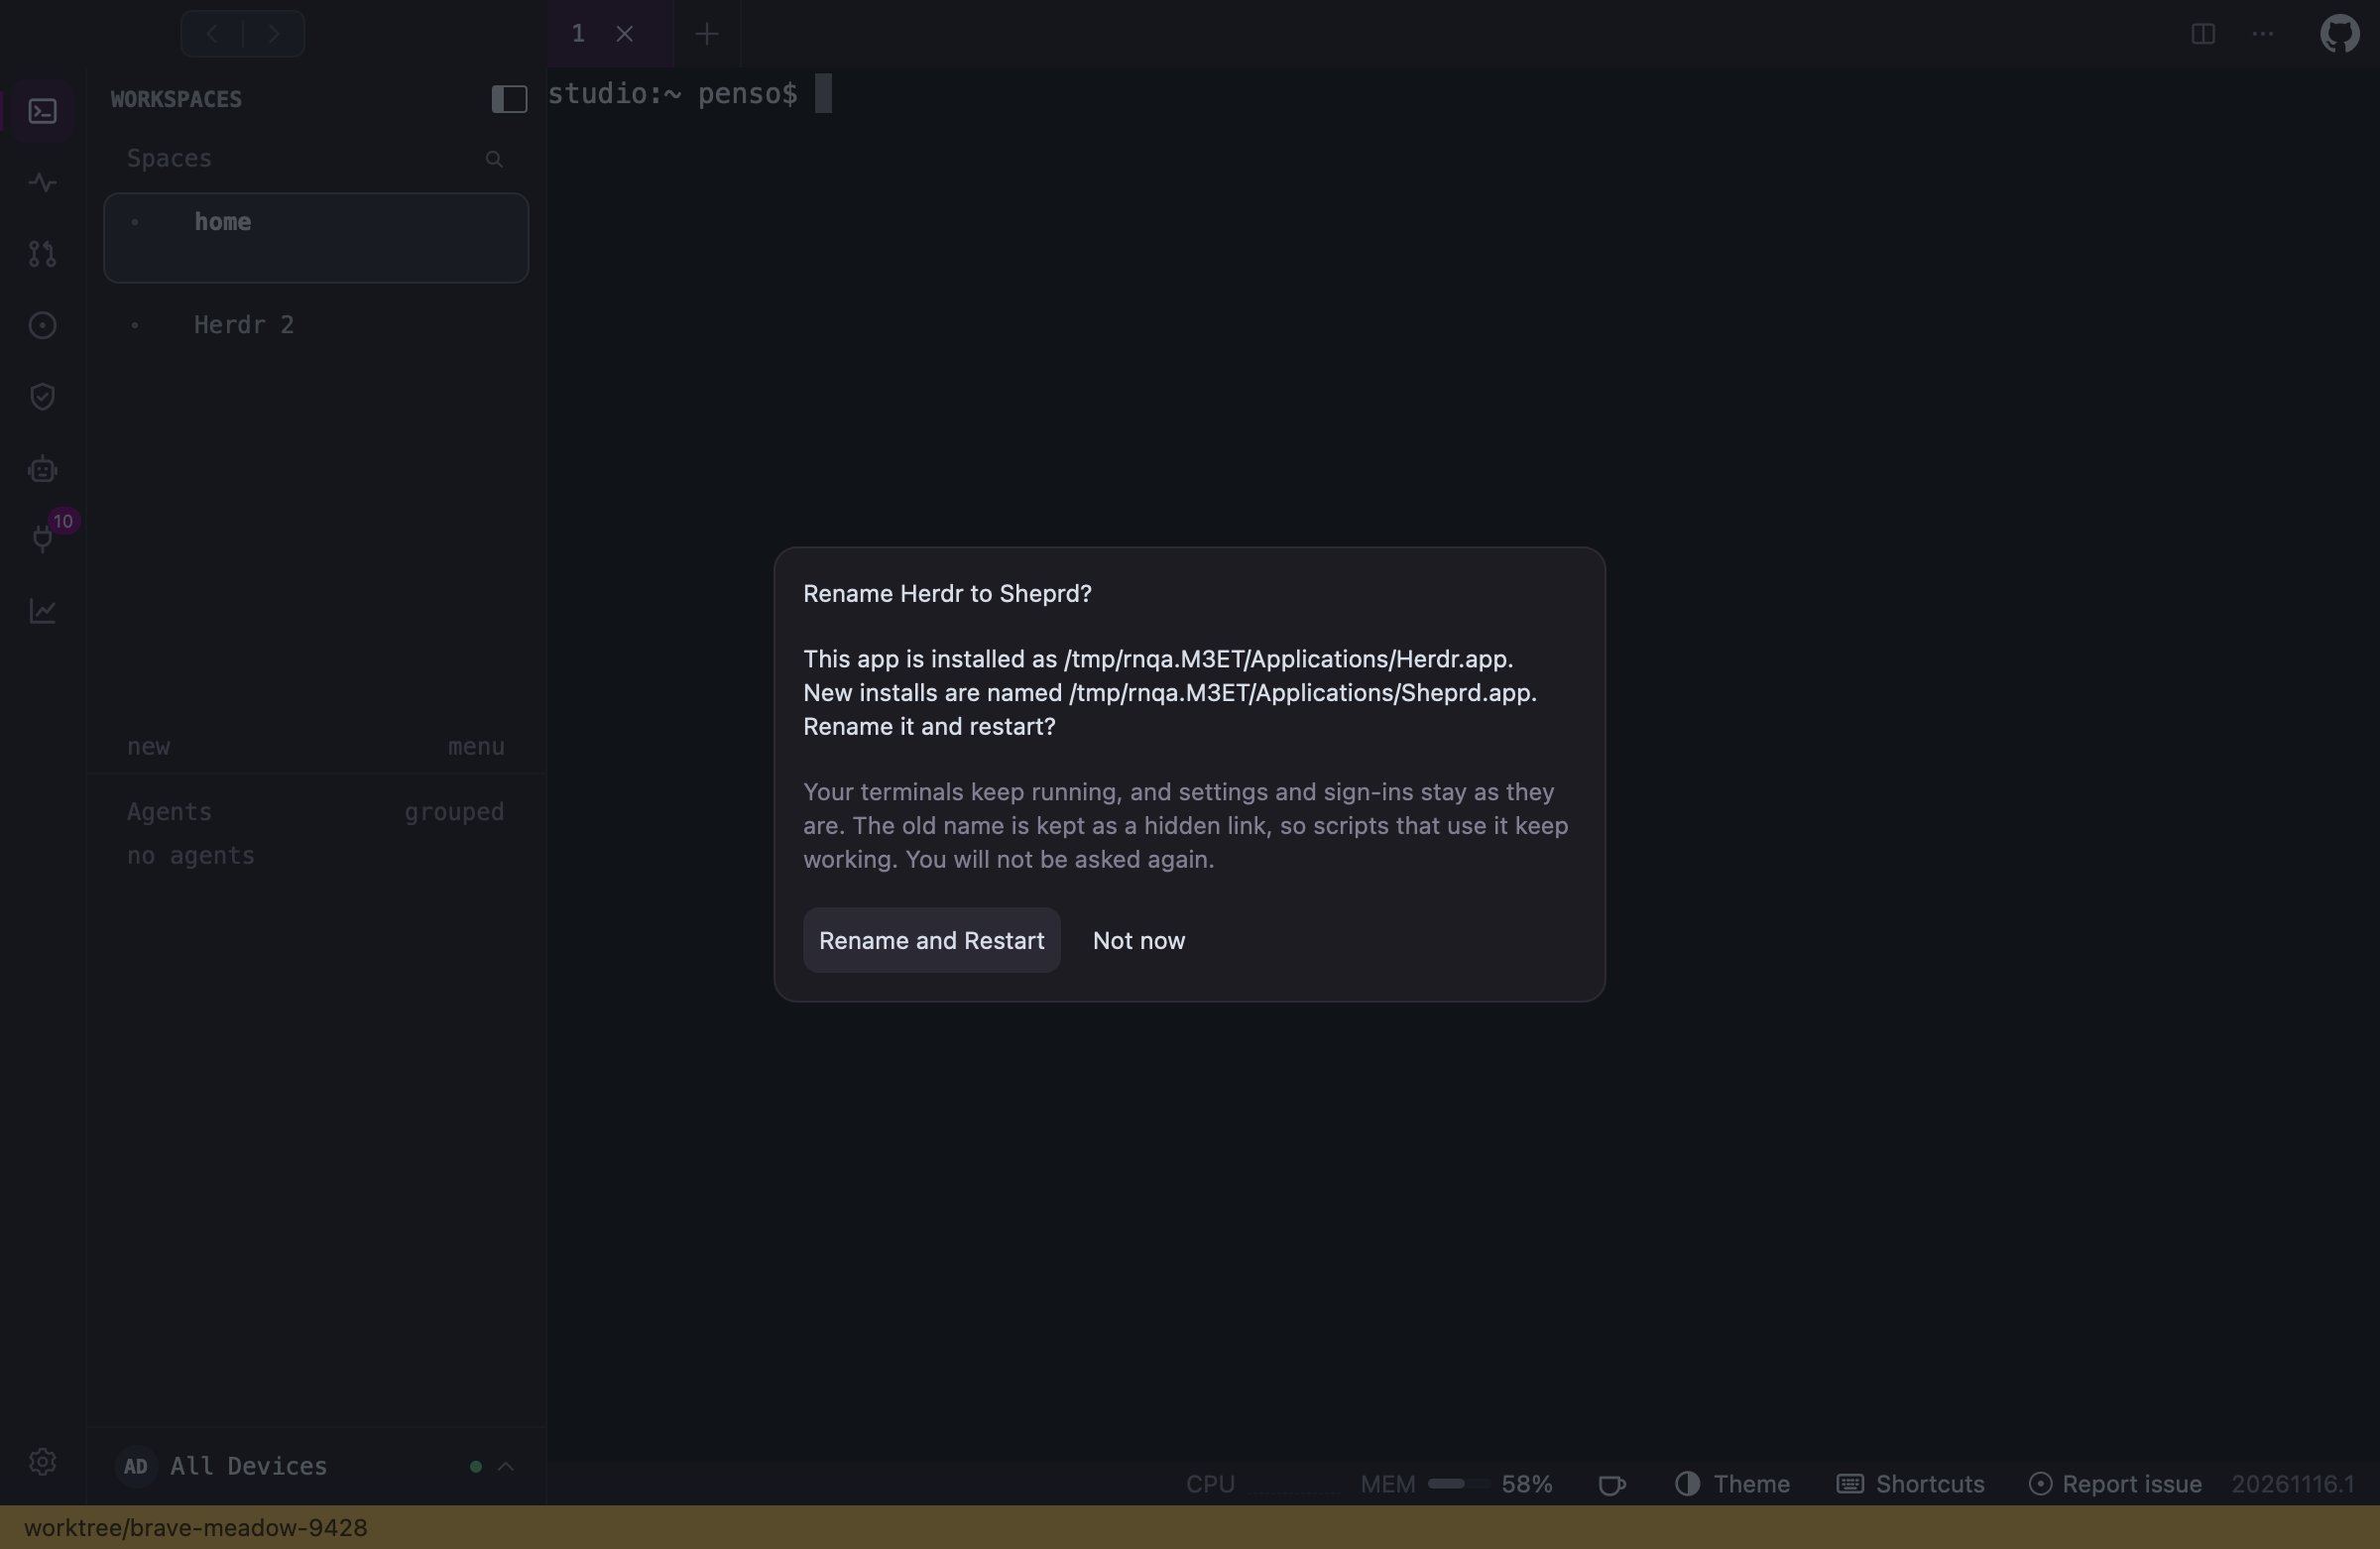 1
WORKSPACES
studio:~ penso$
Spaces
home
Herdr 2
10
new
menu
Agents
grouped
no agents
Rename Herdr to Sheprd?
This app is installed as /tmp/rnqa.M3ET/Applications/Herdr.app.
New installs are named /tmp/rnqa.M3ET/Applications/Sheprd.app.
Rename it and restart?
Your terminals keep running, and settings and sign-ins stay as they
are. The old name is kept as a hidden link, so scripts that use it keep
working. You will not be asked again.
Rename and Restart
Not now
AD All Devices
CPU
MEM
58%
Theme
Shortcuts
Report issue
20261116.1
worktree/brave-meadow-9428